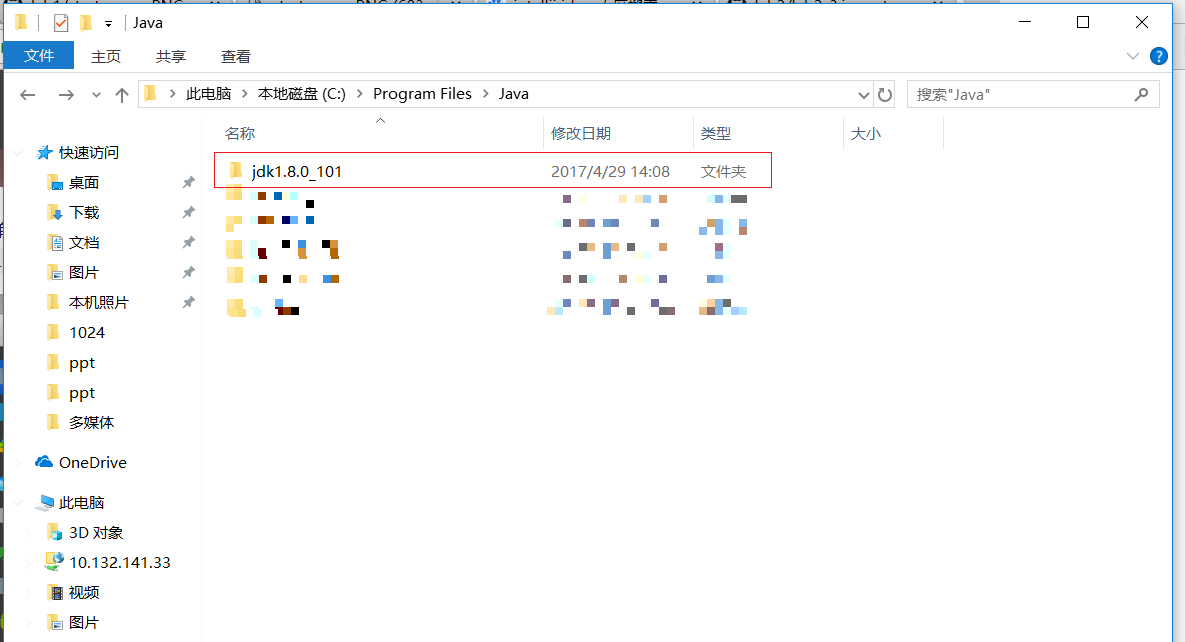 Java
文件 主页 共享 查看
此电脑 本地磁盘 (C:) Program Files Java
搜索"Java"
名称 修改日期 类型 大小
jdk1.8.0_101 2017/4/29 14:08 文件夹
快速访问
桌面
下载
文档
图片
本机照片
1024
ppt
ppt
多媒体
OneDrive
此电脑
3D 对象
10.132.141.33
视频
图片